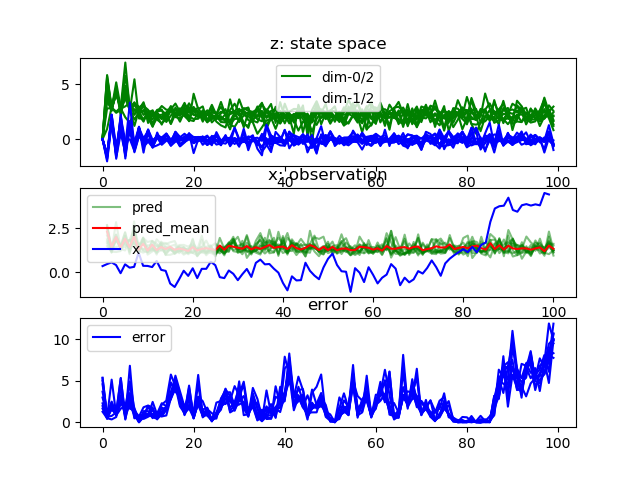 z: state space
5
0
dim-0/2
dim-1/2
0 20 40 60 80 100
x: observation
2.5
0.0
pred
pred_mean
x
0 20 40 60 80 100
error
10
5
0
error
0 20 40 60 80 100